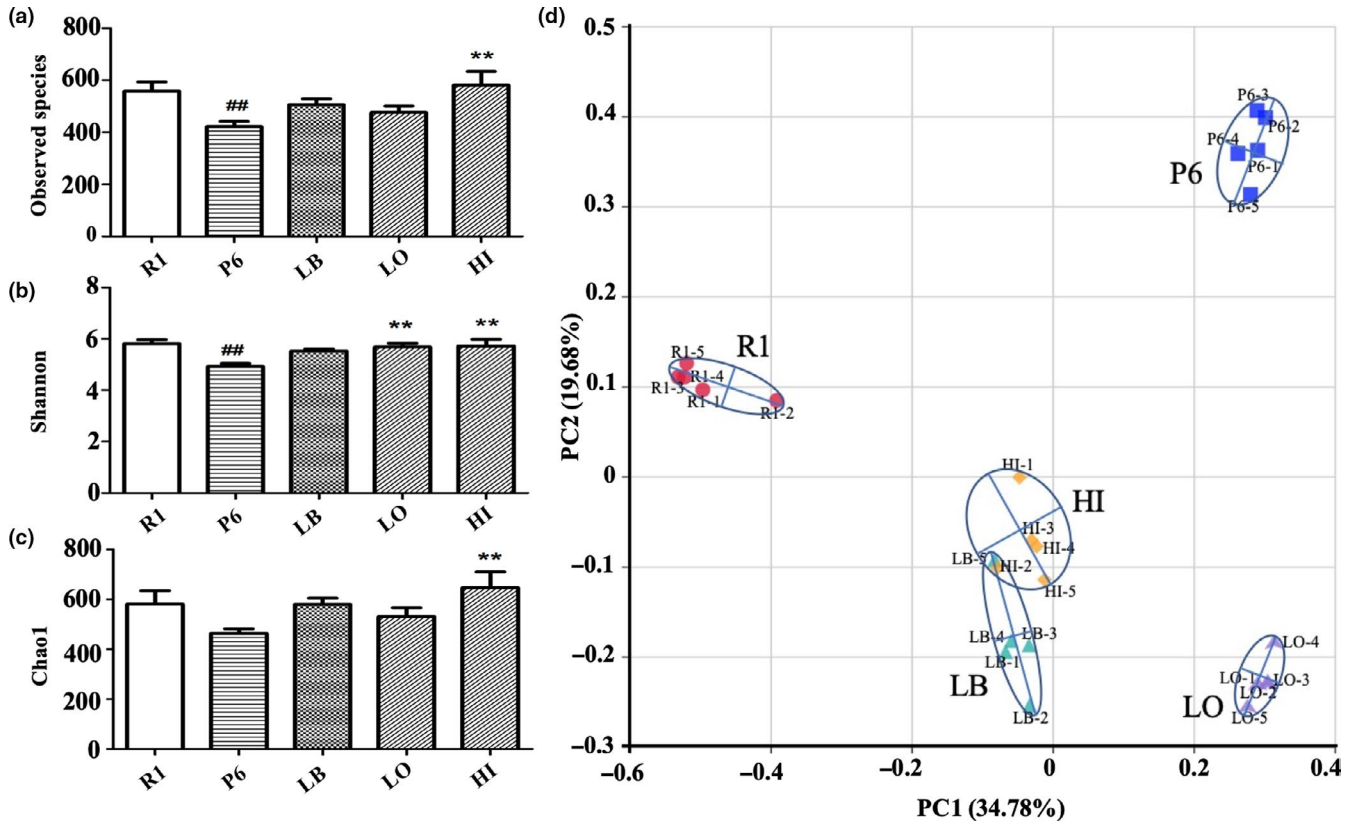 (a)
800
600
400
200
0
Observed species
##
**
R1
P6
LB
LO
HI
(b)
8
6
4
2
0
Shannon
##
**
**
R1
P6
LB
LO
HI
(c)
800
600
400
200
0
Chao1
**
R1
P6
LB
LO
HI
(d)
0.5
0.4
0.3
0.2
0.1
0
−0.1
−0.2
−0.3
PC2 (19.68%)
P6-3
P6-2
P6-4
P6
P6-1
P6-5
R1
R1-5
R1-3
R1-4
R1-1
R1-2
HI-1
HI
HI-3
HI-4
LB-5
HI-2
HI-5
LB-4
LB-3
LB-1
LB
LB-2
LO-4
LO-1
LO-3
LO-2
LO
LO-5
−0.6
−0.4
−0.2
0
0.2
0.4
PC1 (34.78%)